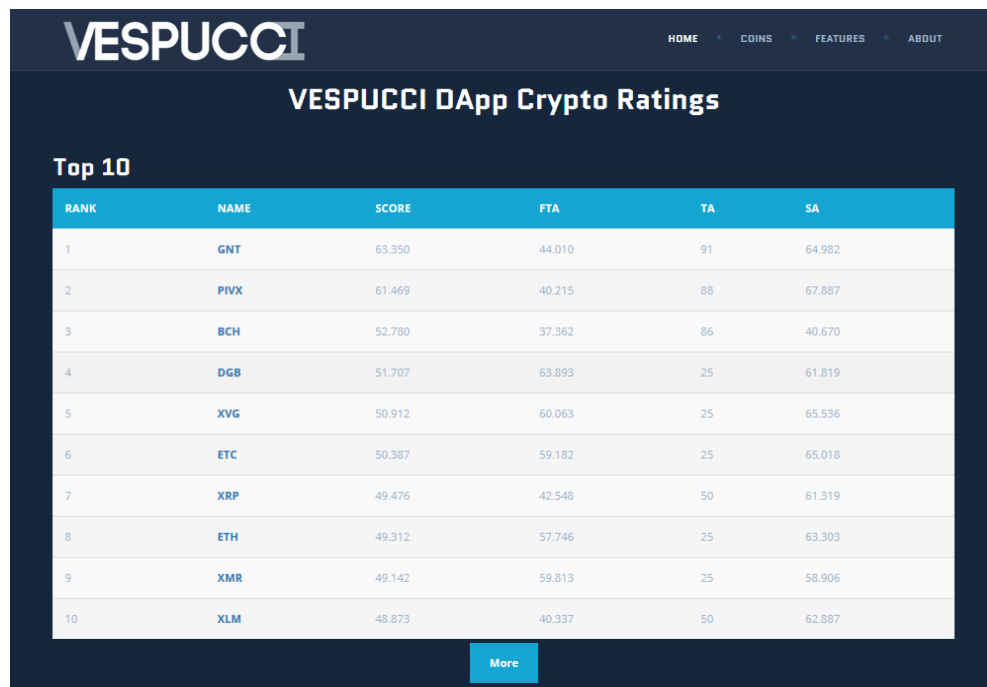 VESPUCCI HOME COINS FEATURES ABOUT
VESPUCCI DApp Crypto Ratings
Top 10
RANK NAME SCORE FTA TA SA
1 GNT 63.350 44.010 91 64.982
2 PIVX 61.469 40.215 88 67.887
3 BCH 52.780 37.362 86 40.670
4 DGB 51.707 63.893 25 61.819
5 XVG 50.912 60.063 25 65.536
6 ETC 50.387 59.182 25 65.018
7 XRP 49.476 42.548 50 61.319
8 ETH 49.312 57.746 25 63.303
9 XMR 49.142 59.813 25 58.906
10 XLM 48.873 40.337 50 62.887
More